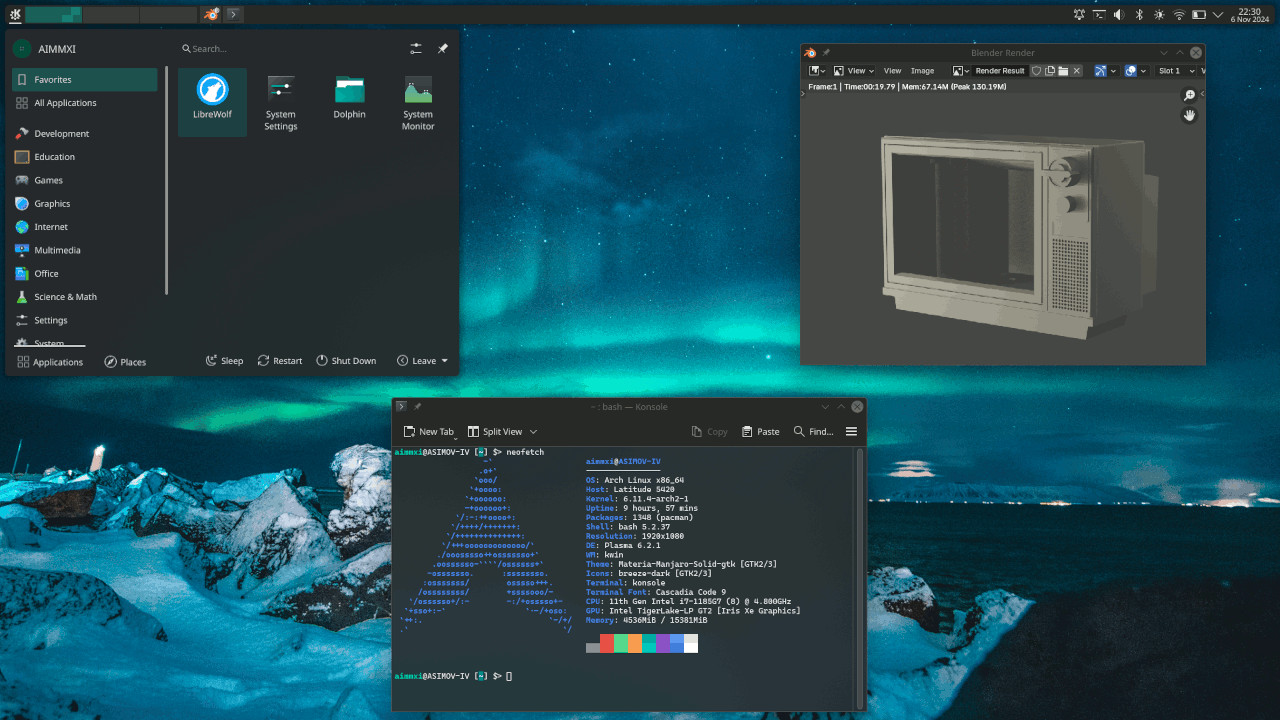 22:30
6 Nov 2024
AIMMXI
Search...
Favorites
All Applications
Development
Education
Games
Graphics
Internet
Multimedia
Office
Science & Math
Settings
System
LibreWolf
System Settings
Dolphin
System Monitor
Applications
Places
Sleep
Restart
Shut Down
Leave
Blender Render
View
View
Image
Render Result
Slot 1
Frame:1 | Time:00:19.79 | Mem:67.14M (Peak 130.19M)
~ : bash — Konsole
New Tab
Split View
Copy
Paste
Find...
aimmxi@ASIMOV-IV [~] $> neofetch
aimmxi@ASIMOV-IV
OS: Arch Linux x86_64
Host: Latitude 5420
Kernel: 6.11.4-arch2-1
Uptime: 9 hours, 57 mins
Packages: 1348 (pacman)
Shell: bash 5.2.37
Resolution: 1920x1080
DE: Plasma 6.2.1
WM: kwin
Theme: Materia-Manjaro-Solid-gtk [GTK2/3]
Icons: breeze-dark [GTK2/3]
Terminal: konsole
Terminal Font: Cascadia Code 9
CPU: 11th Gen Intel i7-1185G7 (8) @ 4.800GHz
GPU: Intel TigerLake-LP GT2 [Iris Xe Graphics]
Memory: 4536MiB / 15381MiB
aimmxi@ASIMOV-IV [~] $>